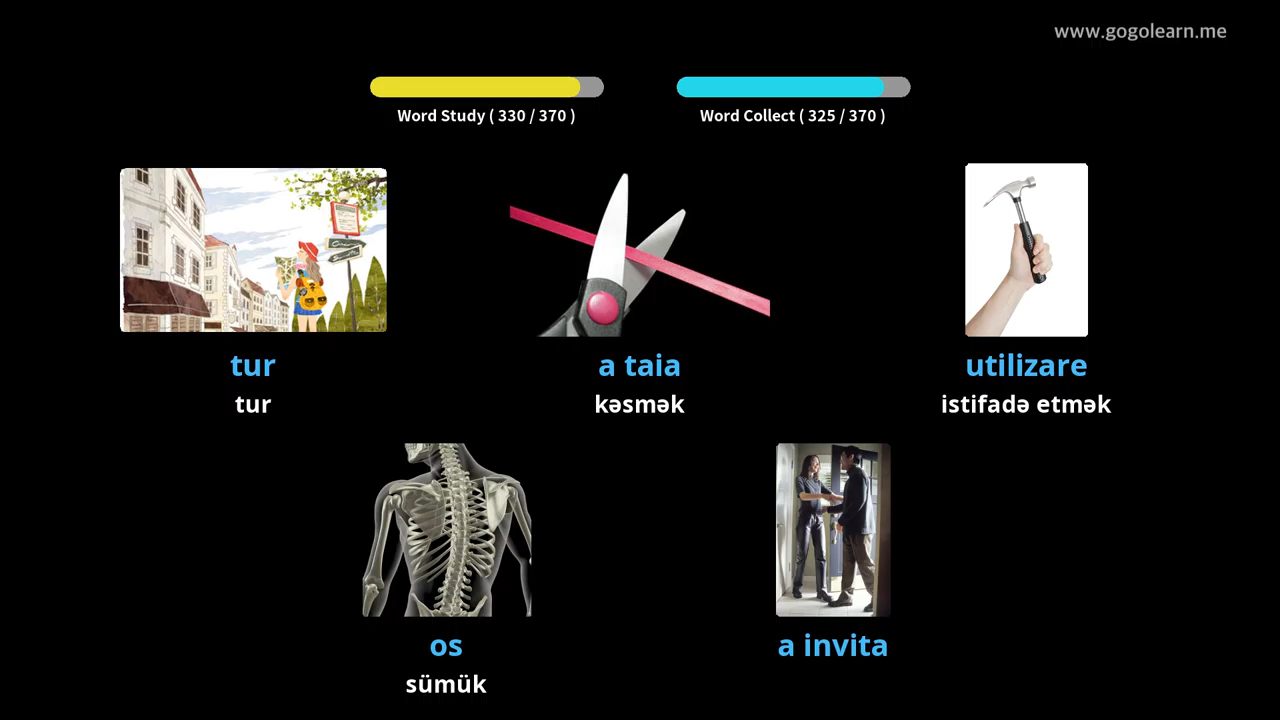 www.gogolearn.me
Word Study ( 330 / 370 )
Word Collect ( 325 / 370 )
tur
tur
a taia
kəsmək
utilizare
istifadə etmək
os
sümük
a invita